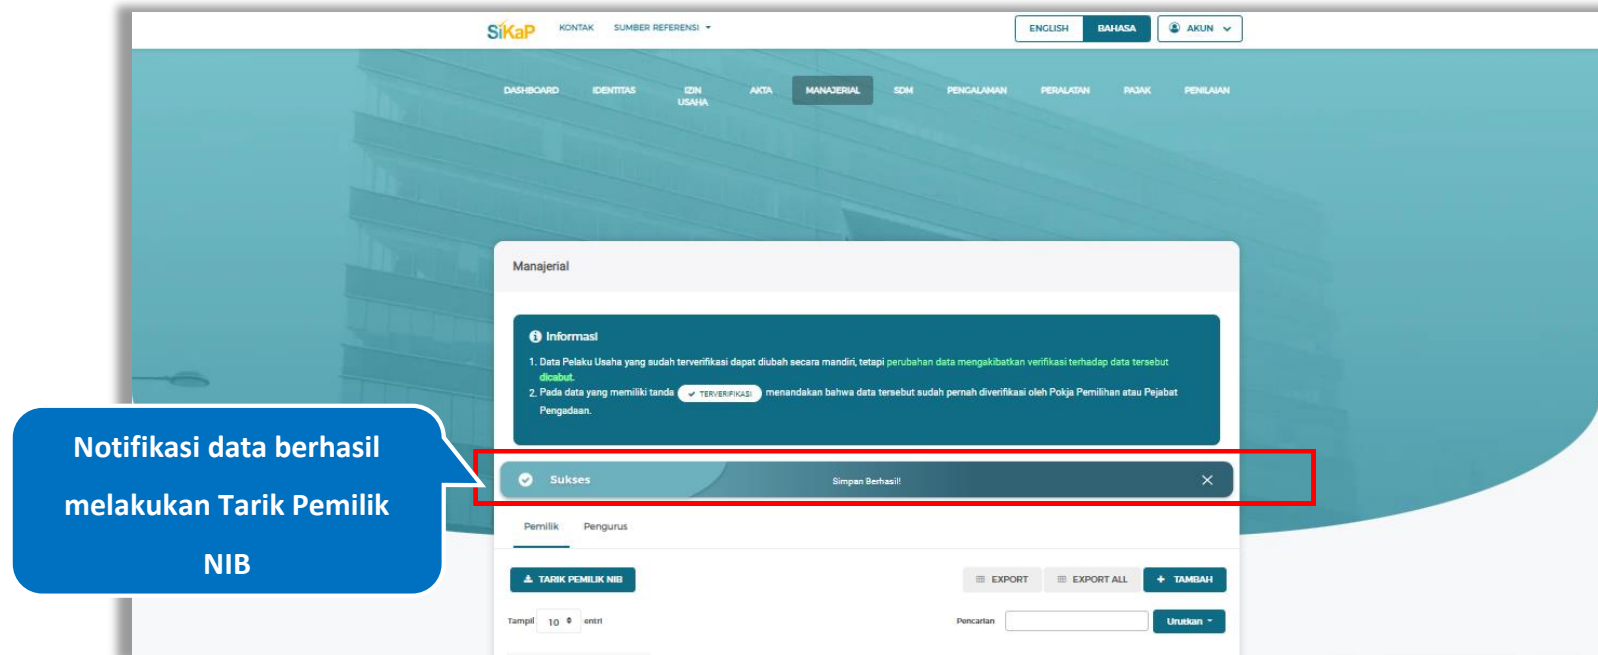 SiKaP KONTAK SUMBER REFERENSI ENGLISH BAHASA AKUN
DASHBOARD IDENTITAS IZIN USAHA AKTA MANAJERIAL SDM PENGALAMAN PERALATAN PAJAK PENILAIAN
Manajerial
Informasi
1. Data Pelaku Usaha yang sudah terverifikasi dapat diubah secara mandiri, tetapi perubahan data mengakibatkan verifikasi terhadap data tersebut
dicabut.
2. Pada data yang memiliki tanda TERVERIFIKASI menandakan bahwa data tersebut sudah pernah diverifikasi oleh Pokja Pemilihan atau Pejabat
Pengadaan.
Notifikasi data berhasil
melakukan Tarik Pemilik
NIB
Sukses Simpan Berhasil!
Pemilik Pengurus
TARIK PEMILIK NIB EXPORT EXPORT ALL + TAMBAH
Tampil 10 entri Pencarian Urutkan